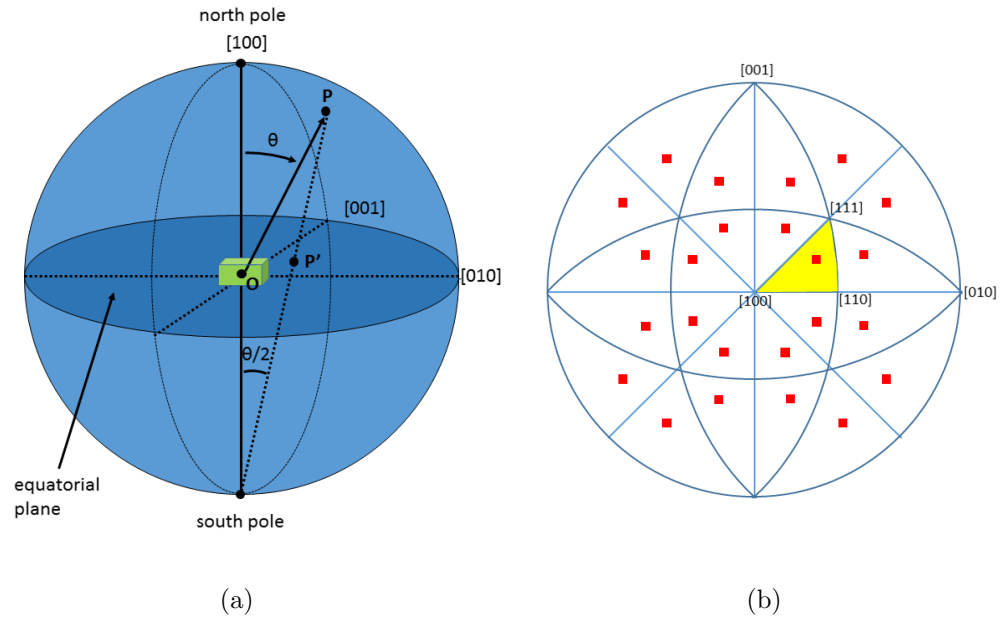 north pole
[100]
P
θ
[001]
P'
O
[010]
θ/2
equatorial
plane
south pole
(a)
[001]
[111]
[100]
[110]
[010]
(b)